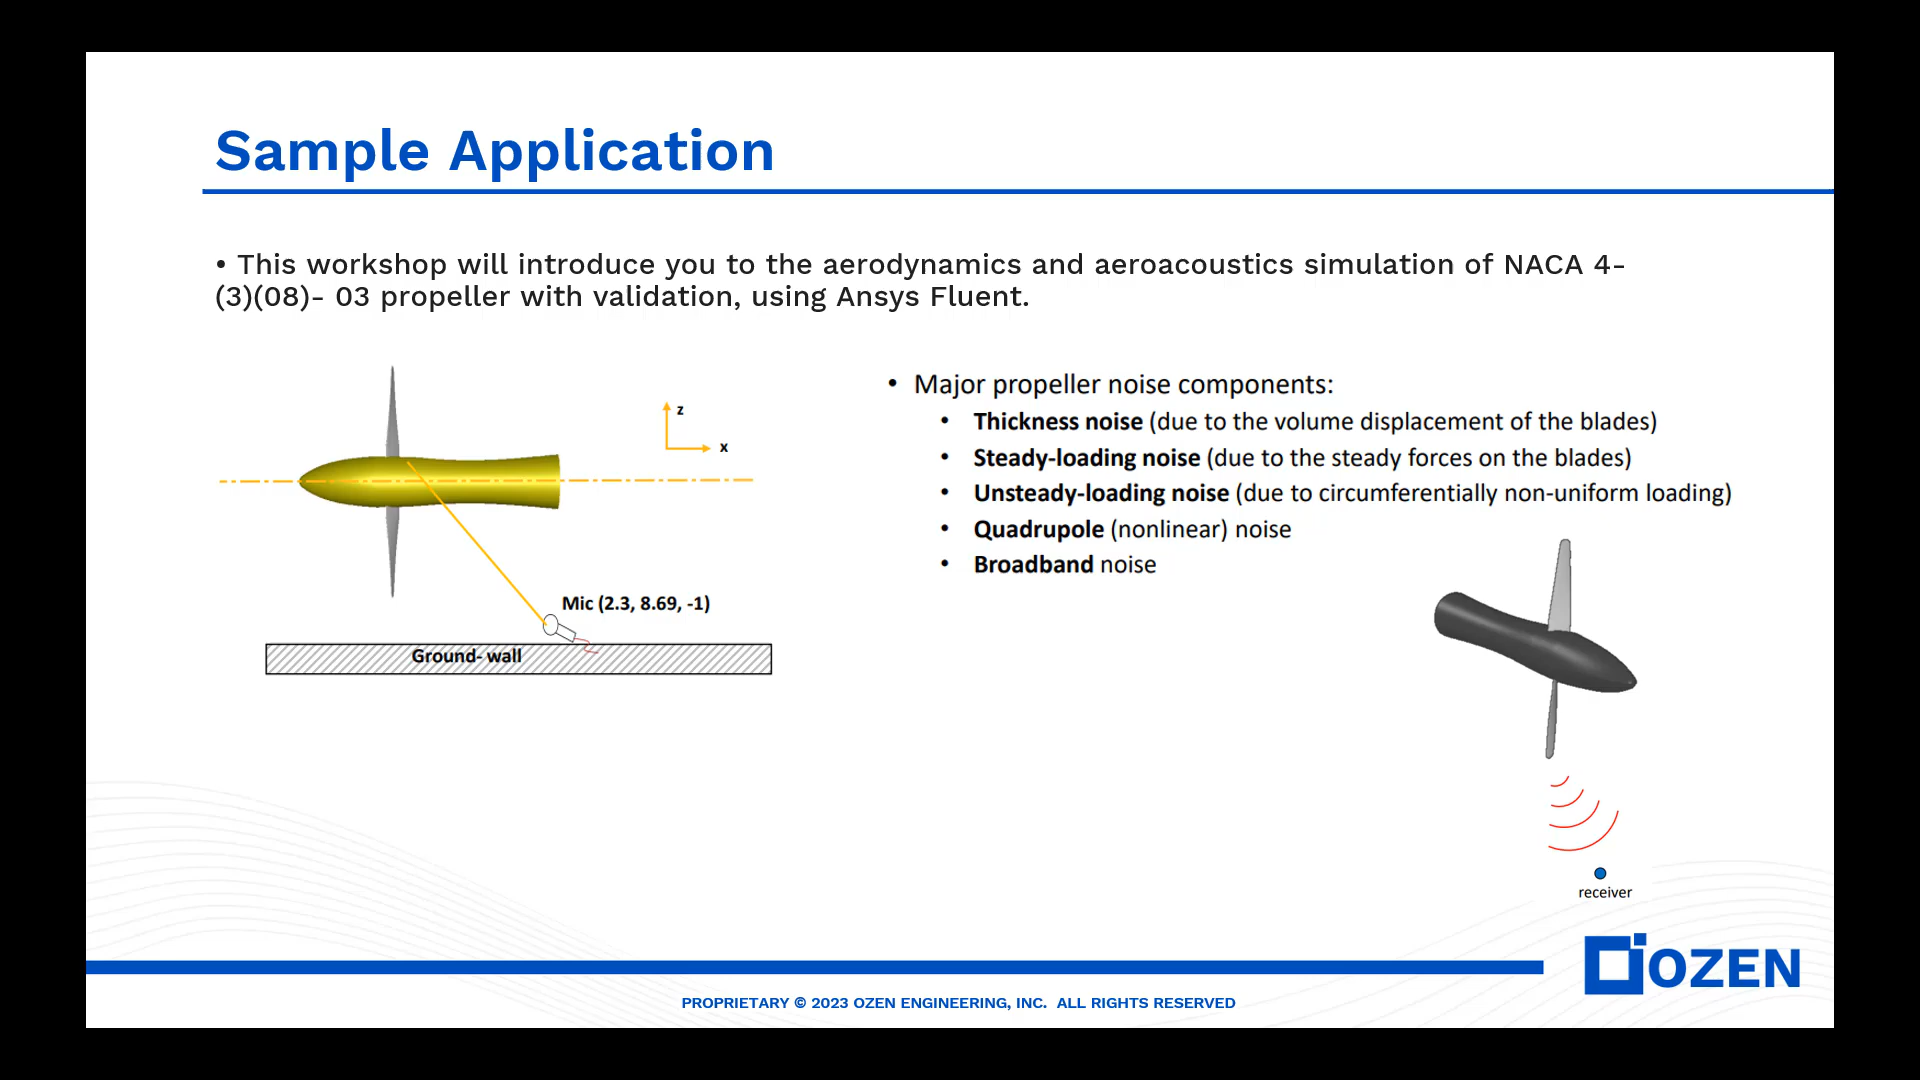 Sample Application
• This workshop will introduce you to the aerodynamics and aeroacoustics simulation of NACA 4-
(3)(08)- 03 propeller with validation, using Ansys Fluent.
z
x
Mic (2.3, 8.69, -1)
Ground- wall
• Major propeller noise components:
• Thickness noise (due to the volume displacement of the blades)
• Steady-loading noise (due to the steady forces on the blades)
• Unsteady-loading noise (due to circumferentially non-uniform loading)
• Quadrupole (nonlinear) noise
• Broadband noise
receiver
OZEN
PROPRIETARY © 2023 OZEN ENGINEERING, INC. ALL RIGHTS RESERVED